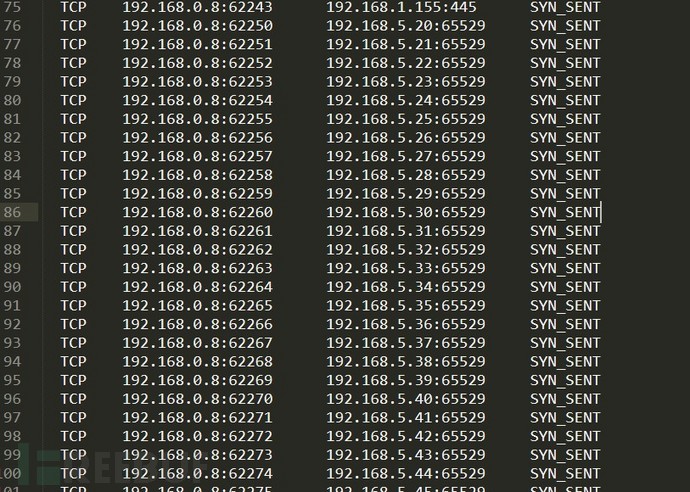 75 TCP 192.168.0.8:62243 192.168.1.155:445 SYN_SENT
76 TCP 192.168.0.8:62250 192.168.5.20:65529 SYN_SENT
77 TCP 192.168.0.8:62251 192.168.5.21:65529 SYN_SENT
78 TCP 192.168.0.8:62252 192.168.5.22:65529 SYN_SENT
79 TCP 192.168.0.8:62253 192.168.5.23:65529 SYN_SENT
80 TCP 192.168.0.8:62254 192.168.5.24:65529 SYN_SENT
81 TCP 192.168.0.8:62255 192.168.5.25:65529 SYN_SENT
82 TCP 192.168.0.8:62256 192.168.5.26:65529 SYN_SENT
83 TCP 192.168.0.8:62257 192.168.5.27:65529 SYN_SENT
84 TCP 192.168.0.8:62258 192.168.5.28:65529 SYN_SENT
85 TCP 192.168.0.8:62259 192.168.5.29:65529 SYN_SENT
86 TCP 192.168.0.8:62260 192.168.5.30:65529 SYN_SENT
87 TCP 192.168.0.8:62261 192.168.5.31:65529 SYN_SENT
88 TCP 192.168.0.8:62262 192.168.5.32:65529 SYN_SENT
89 TCP 192.168.0.8:62263 192.168.5.33:65529 SYN_SENT
90 TCP 192.168.0.8:62264 192.168.5.34:65529 SYN_SENT
91 TCP 192.168.0.8:62265 192.168.5.35:65529 SYN_SENT
92 TCP 192.168.0.8:62266 192.168.5.36:65529 SYN_SENT
93 TCP 192.168.0.8:62267 192.168.5.37:65529 SYN_SENT
94 TCP 192.168.0.8:62268 192.168.5.38:65529 SYN_SENT
95 TCP 192.168.0.8:62269 192.168.5.39:65529 SYN_SENT
96 TCP 192.168.0.8:62270 192.168.5.40:65529 SYN_SENT
97 TCP 192.168.0.8:62271 192.168.5.41:65529 SYN_SENT
98 TCP 192.168.0.8:62272 192.168.5.42:65529 SYN_SENT
99 TCP 192.168.0.8:62273 192.168.5.43:65529 SYN_SENT
100 TCP 192.168.0.8:62274 192.168.5.44:65529 SYN_SENT
TCP 192.168.0.8:62275 192.168.5.45:65529 SYN_SENT